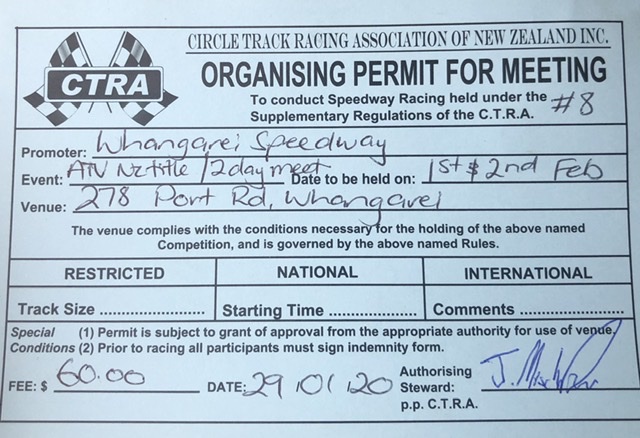 CTRA
CIRCLE TRACK RACING ASSOCIATION OF NEW ZEALAND INC.
ORGANISING PERMIT FOR MEETING
To conduct Speedway Racing held under the
Supplementary Regulations of the C.T.R.A. #8
Promoter: Whangarei Speedway
Event: ATV NZ title / 2 day meet Date to be held on: 1st & 2nd Feb
Venue: 278 Port Rd, Whangarei
The venue complies with the conditions necessary for the holding of the above named
Competition, and is governed by the above named Rules.
RESTRICTED NATIONAL INTERNATIONAL
Track Size .................... Starting Time ................ Comments ....................
Special (1) Permit is subject to grant of approval from the appropriate authority for use of venue.
Conditions (2) Prior to racing all participants must sign indemnity form.
FEE: $ 60.00 DATE: 29 01 20 Authorising
Steward: J.
p.p. C.T.R.A.